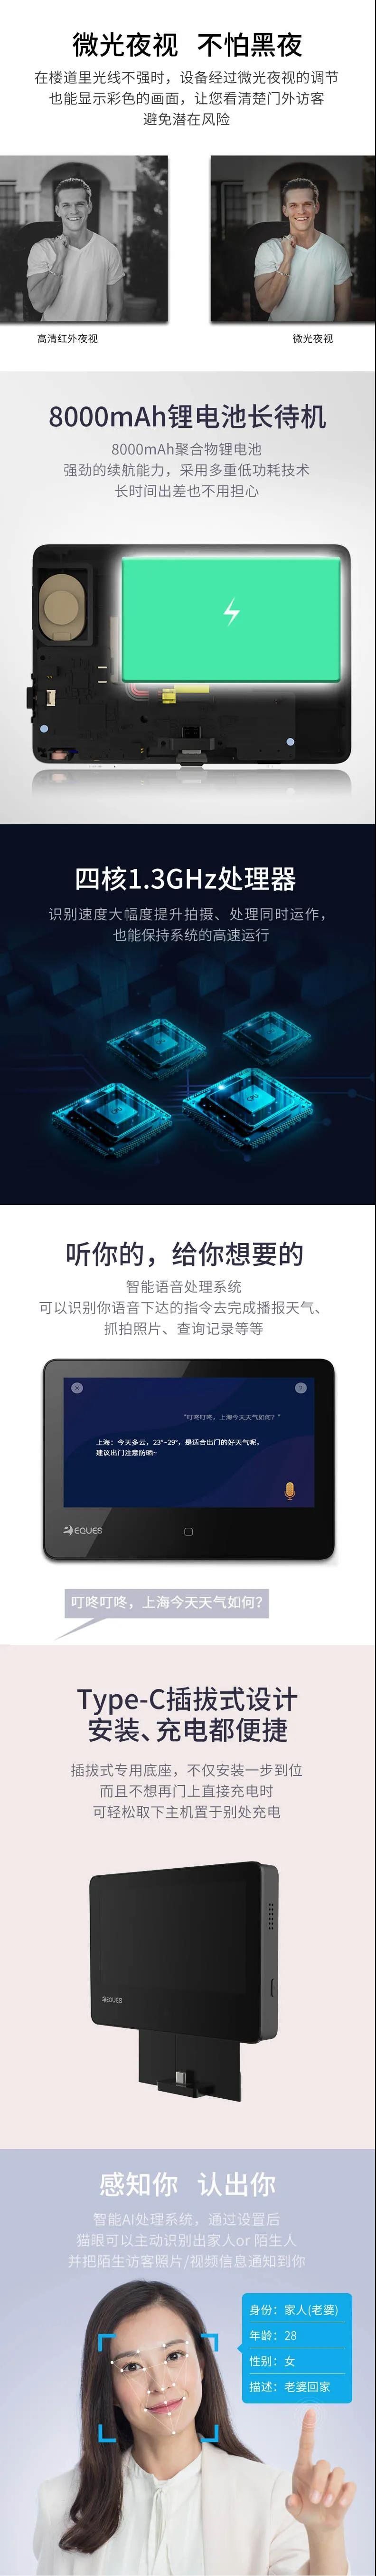 微光夜视 不怕黑夜
在楼道里光线不强时，设备经过微光夜视的调节
也能显示彩色的画面，让您看清楚门外访客
避免潜在风险
高清红外夜视
微光夜视
8000mAh锂电池长待机
8000mAh聚合物锂电池
强劲的续航能力，采用多重低功耗技术
长时间出差也不用担心
四核1.3GHz处理器
识别速度大幅度提升拍摄、处理同时运作，
也能保持系统的高速运行
听你的，给你想要的
智能语音处理系统
可以识别你语音下达的指令去完成播报天气、
抓拍照片、查询记录等等
“叮咚叮咚，上海今天天气如何？”
上海：今天多云，23°~29°，是适合出门的好天气呢，
建议出门注意防晒~
EQUES
叮咚叮咚，上海今天天气如何？
Type-C插拔式设计
安装、充电都便捷
插拔式专用底座，不仅安装一步到位
而且不想再门上直接充电时
可轻松取下主机置于别处充电
EQUES
感知你 认出你
智能AI处理系统，通过设置后
猫眼可以主动识别出家人or 陌生人
并把陌生访客照片/视频信息通知到你
身份：家人(老婆)
年龄：28
性别：女
描述：老婆回家